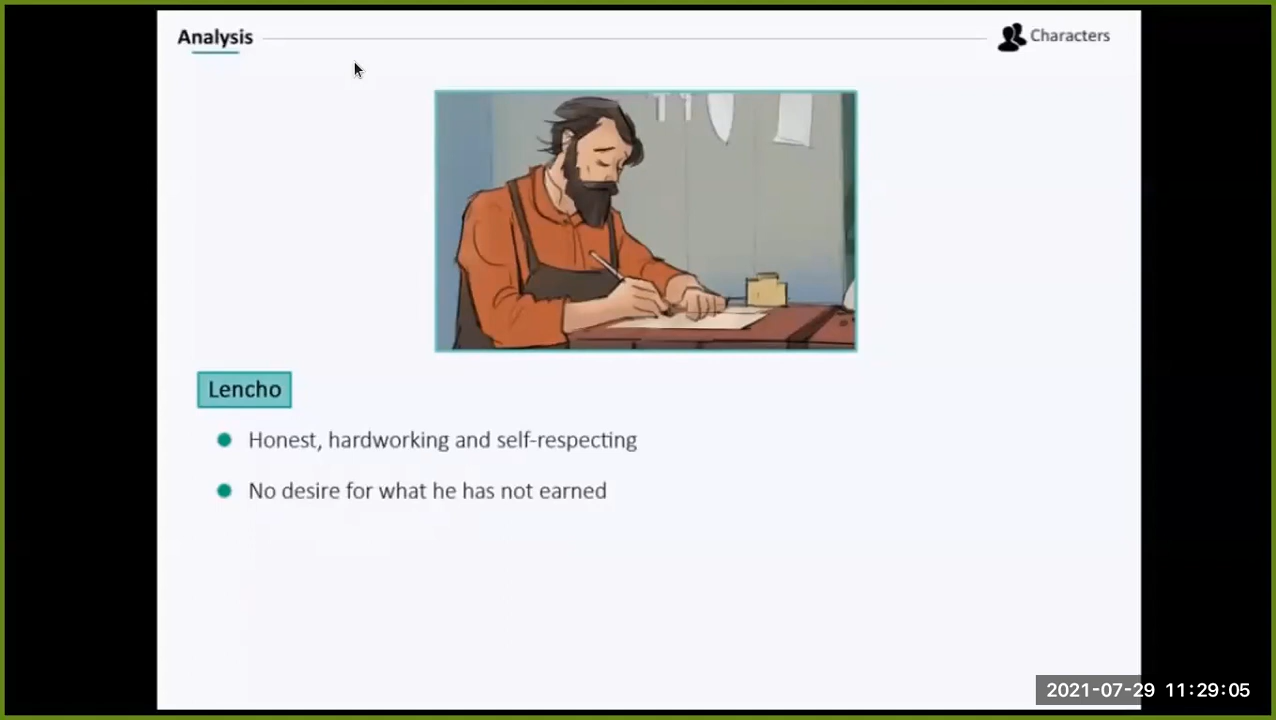 Analysis
Characters
Lencho
Honest, hardworking and self-respecting
No desire for what he has not earned
2021-07-29 11:29:05